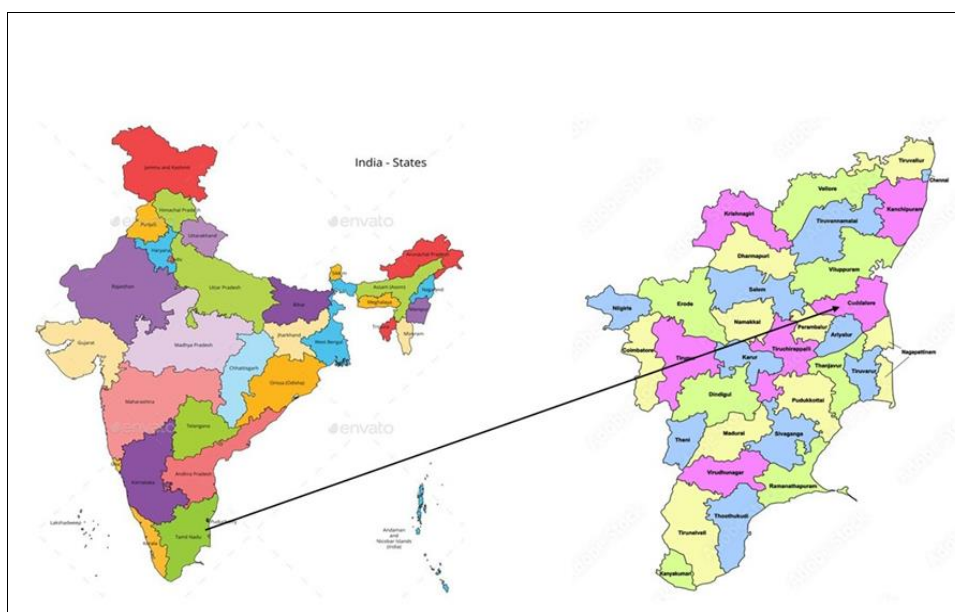 India - States
Jammu and Kashmir
Himachal Pradesh
Punjab
Uttarakhand
Haryana
Rajasthan
Uttar Pradesh
Bihar
Arunachal Pradesh
Assam (Asom)
Nagaland
Meghalaya
Manipur
Mizoram
Gujarat
Madhya Pradesh
Jharkhand
West Bengal
Chhattisgarh
Orissa (Odisha)
Maharashtra
Telangana
Andhra Pradesh
Karnataka
Tamil Nadu
Kerala
Lakshadweep
Andaman
and
Nicobar Islands
(India)
envato
envato
envato
envato
Tiruvallur
Chennai
Vellore
Kanchipuram
Krishnagiri
Tiruvannamalai
Dharmapuri
Viluppuram
Salem
Cuddalore
Nilgiris
Erode
Namakkal
Perambalur
Ariyalur
Coimbatore
Karur
Tiruchirappalli
Nagapattinam
Thanjavur
Tiruvarur
Dindigul
Pudukkottai
Theni
Madurai
Sivaganga
Virudhunagar
Ramanathapuram
Thoothukudi
Tirunelveli
Kanyakumari